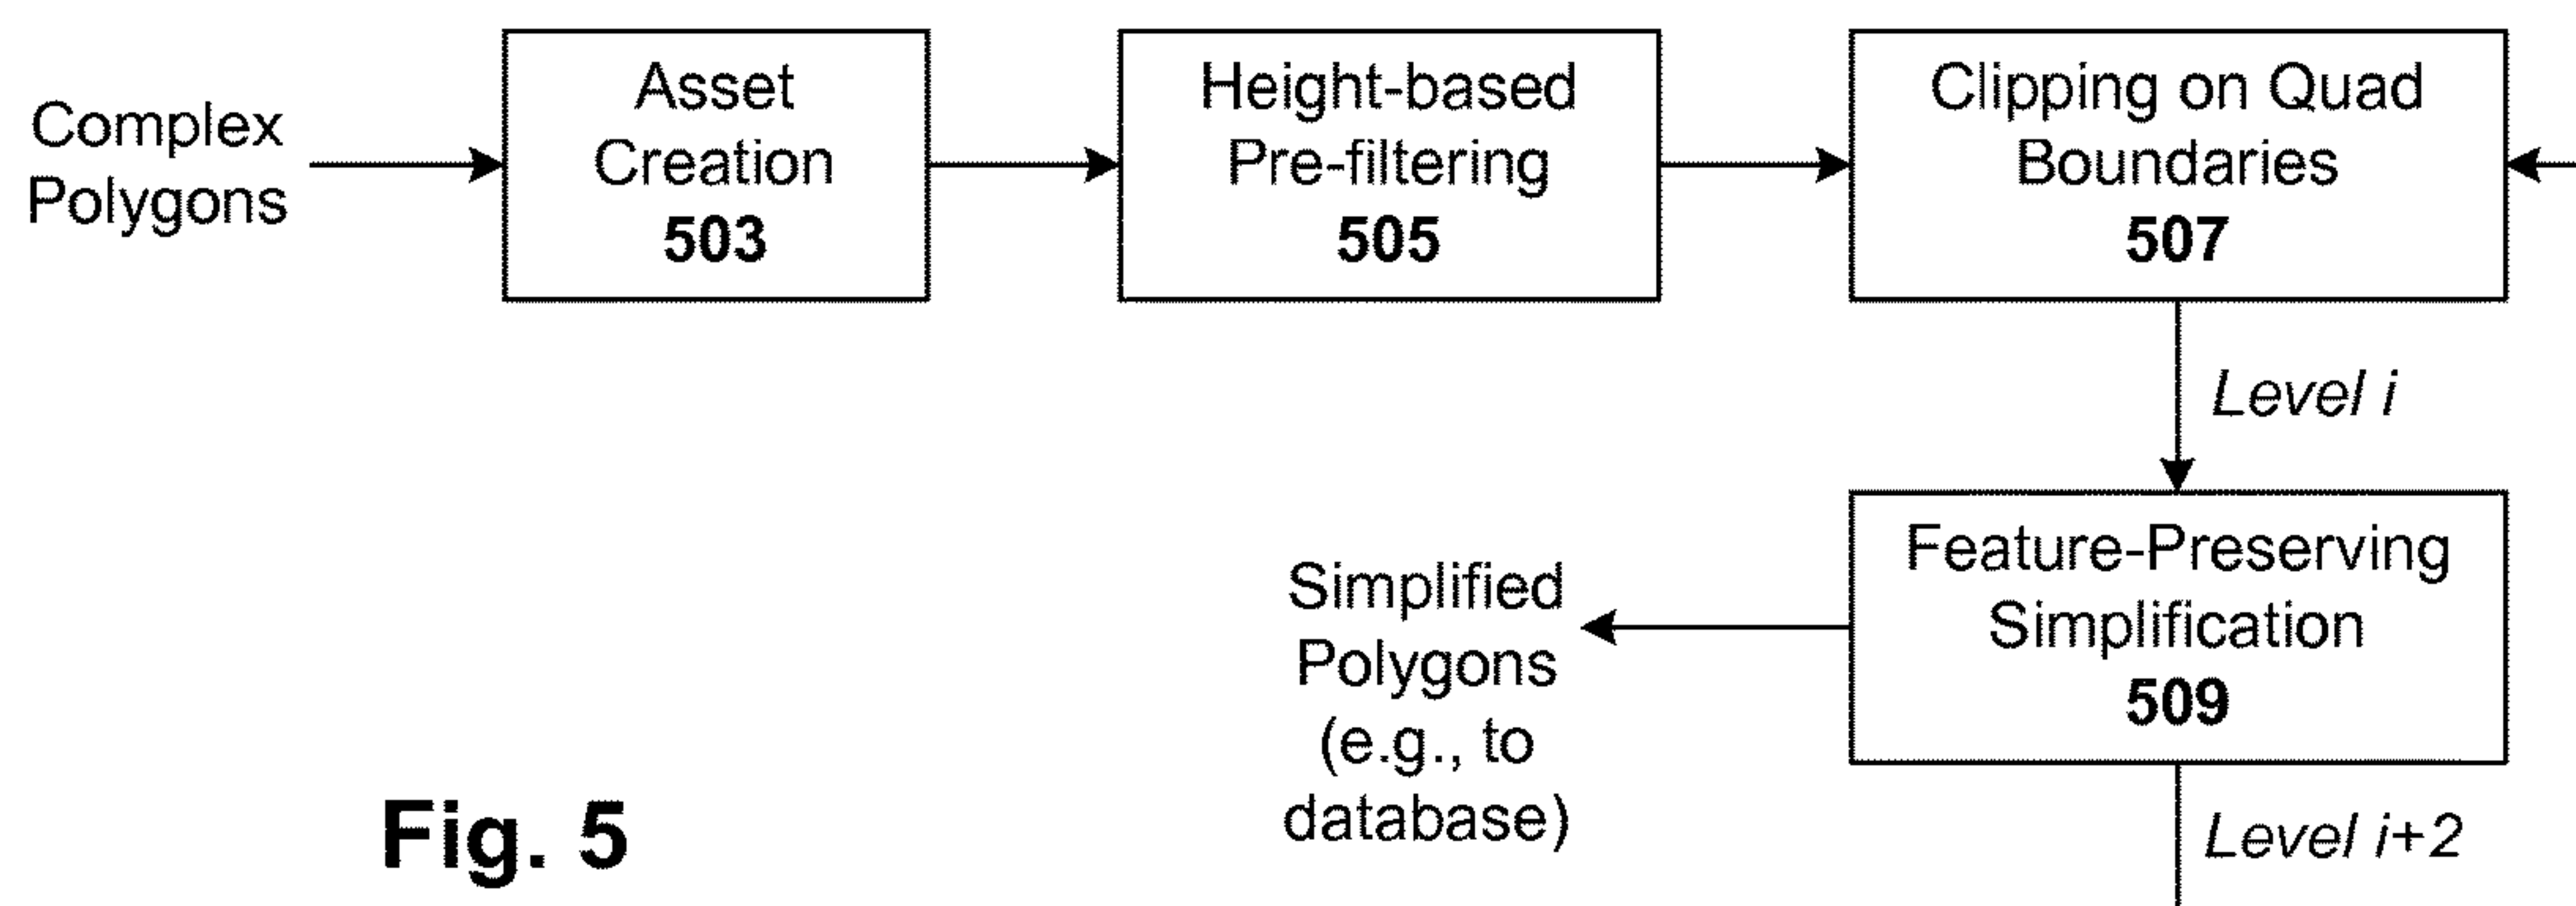 Complex
Polygons
Asset
Creation
503
Height-based
Pre-filtering
505
Clipping on Quad
Boundaries
507
Level i
Feature-Preserving
Simplification
509
Simplified
Polygons
(e.g., to
database)
Level i+2
Fig. 5